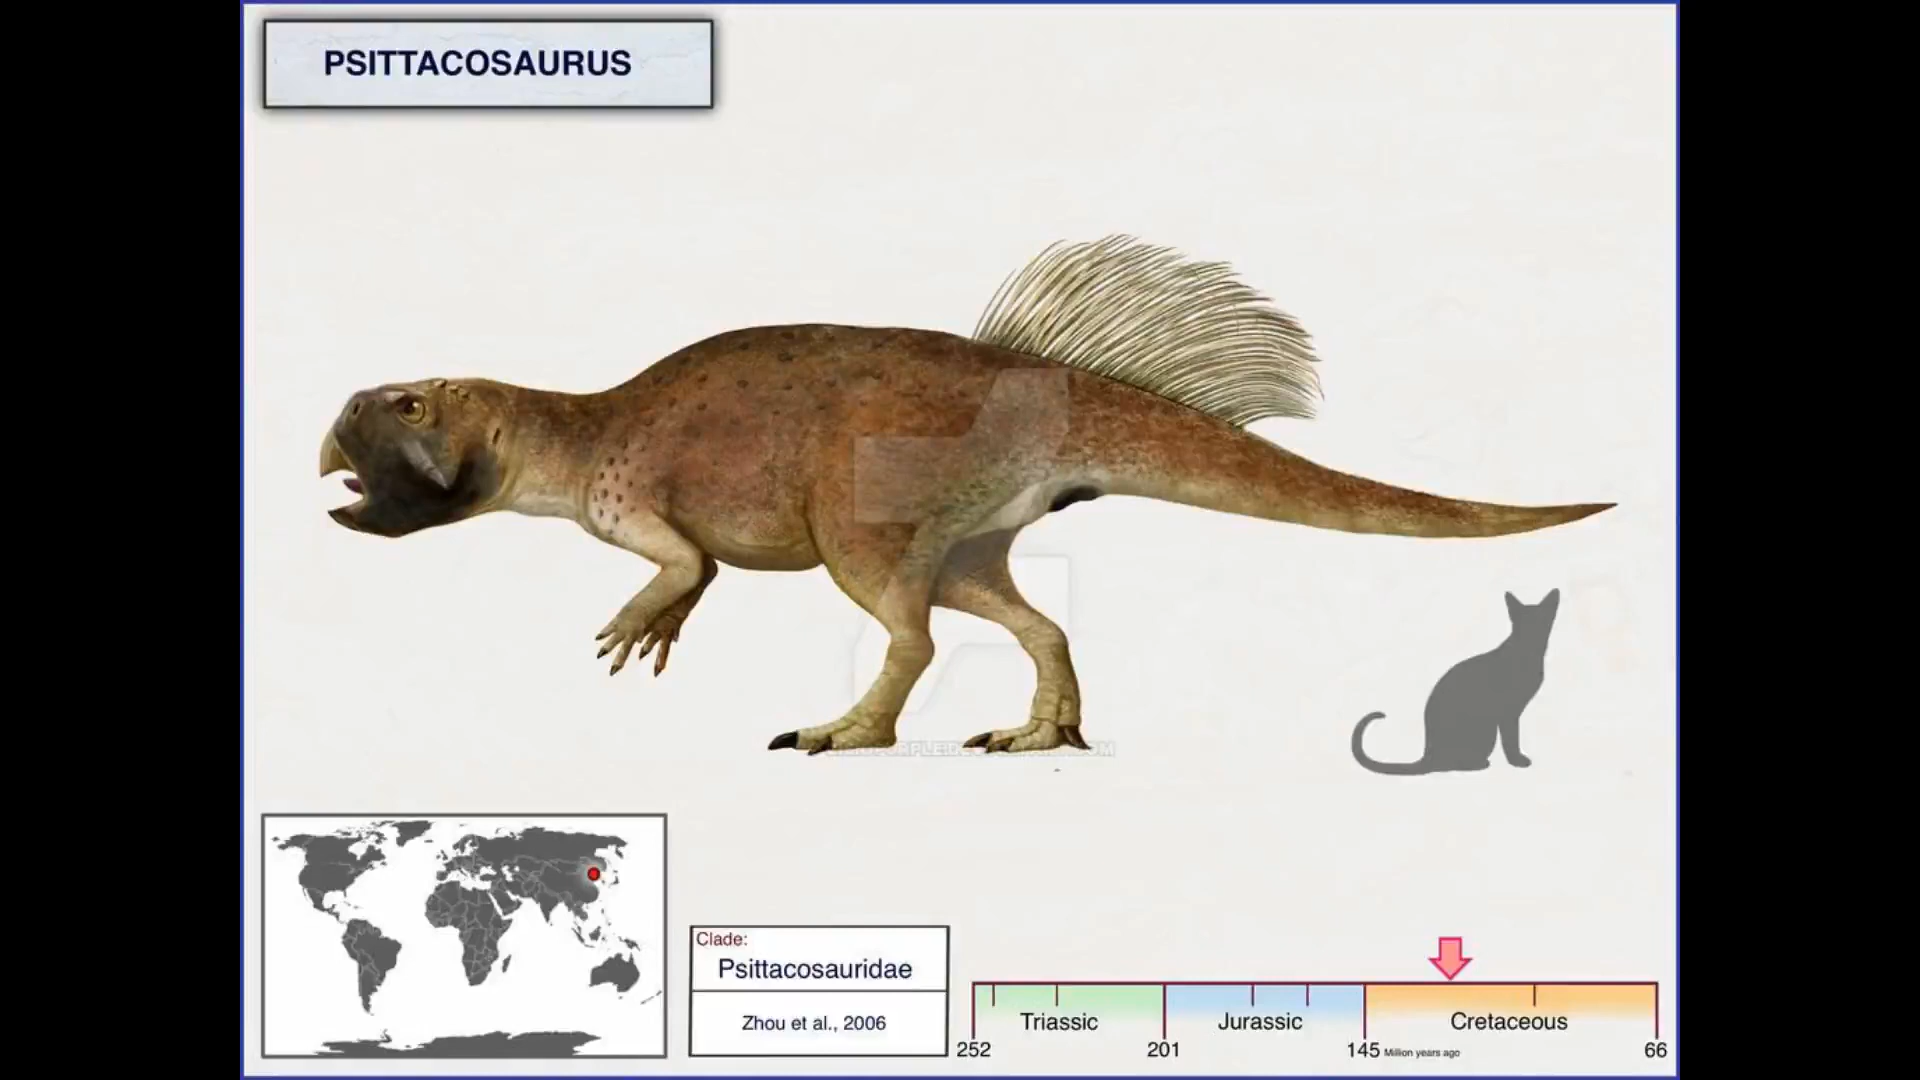 PSITTACOSAURUS
Clade:
Psittacosauridae
Zhou et al., 2006
Triassic
Jurassic
Cretaceous
252
201
145 Million years ago
66